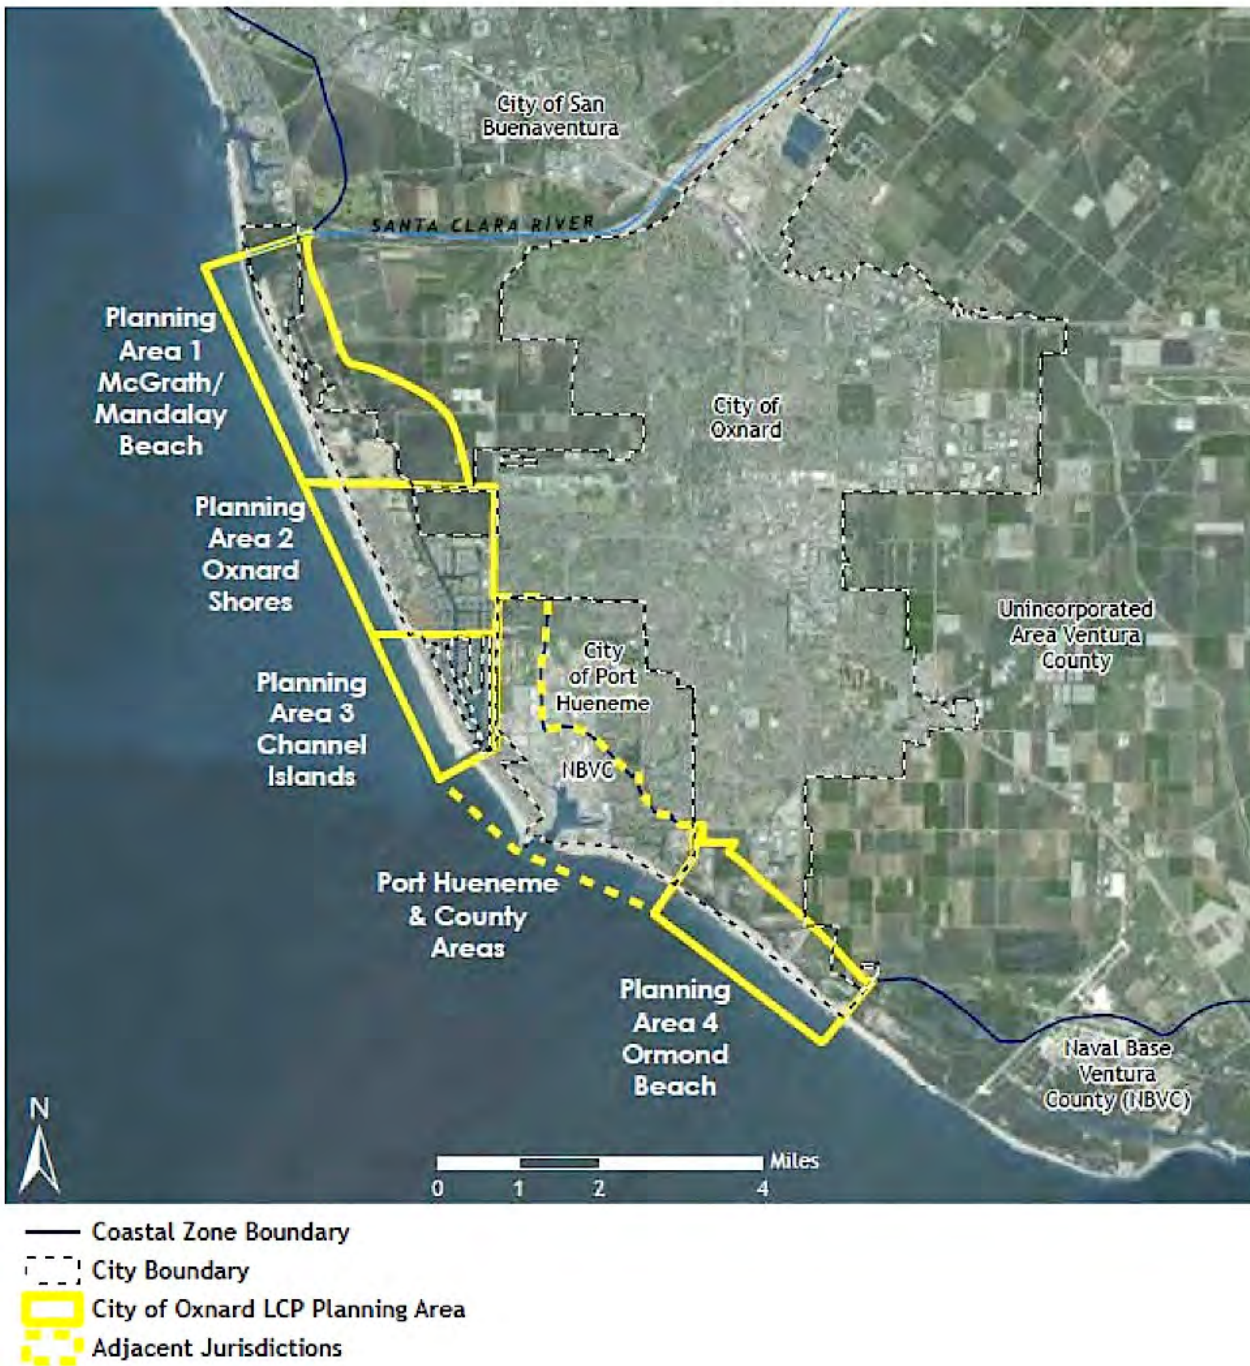 City of San
Buenaventura
SANTA CLARA RIVER
Planning
Area 1
McGrath/
Mandalay
Beach
City of
Oxnard
Planning
Area 2
Oxnard
Shores
Unincorporated
Area Ventura
County
City
of Port
Hueneme
Planning
Area 3
Channel
Islands
NBVC
Port Hueneme
& County
Areas
Planning
Area 4
Ormond
Beach
Naval Base
Ventura
County (NBVC)
N
Miles
0 1 2 4
Coastal Zone Boundary
City Boundary
City of Oxnard LCP Planning Area
Adjacent Jurisdictions